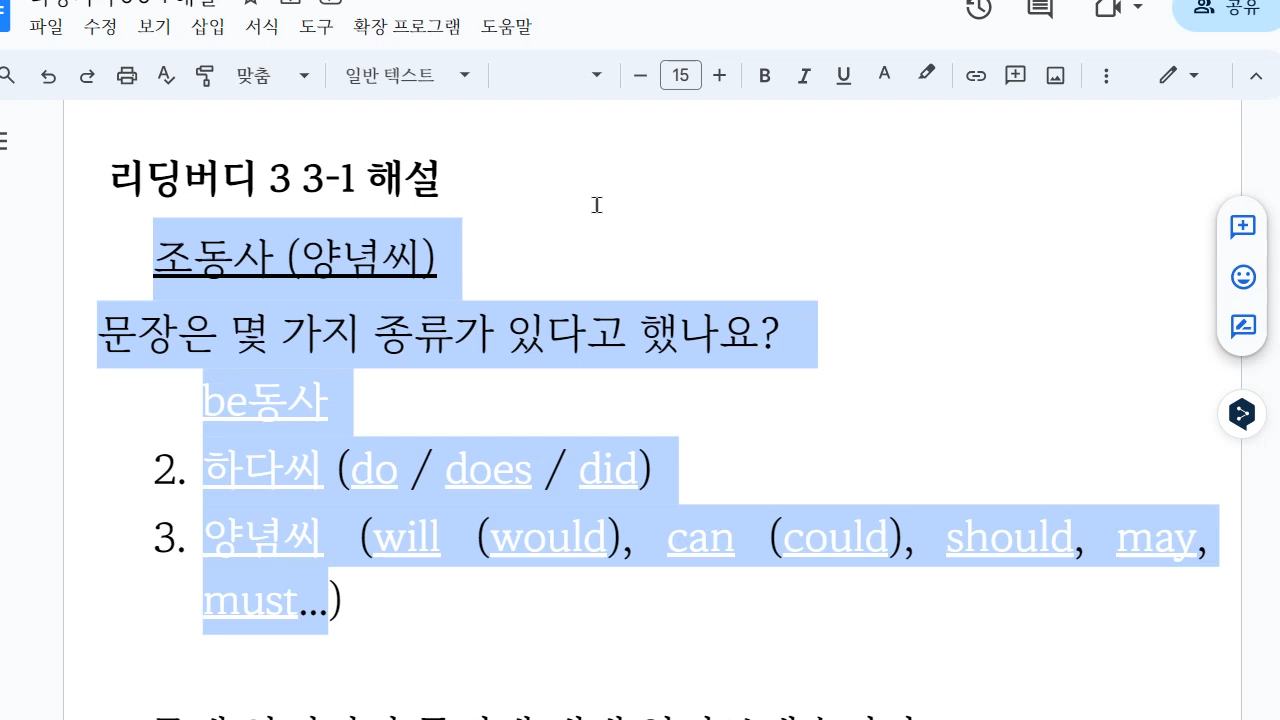 파일 수정 보기 삽입 서식 도구 확장 프로그램 도움말
공유
맞춤 일반 텍스트 15
리딩버디 3 3-1 해설
조동사 (양념씨)
문장은 몇 가지 종류가 있다고 했나요?
be동사
2. 하다씨 (do / does / did)
3. 양념씨 (will (would), can (could), should, may,
must...)